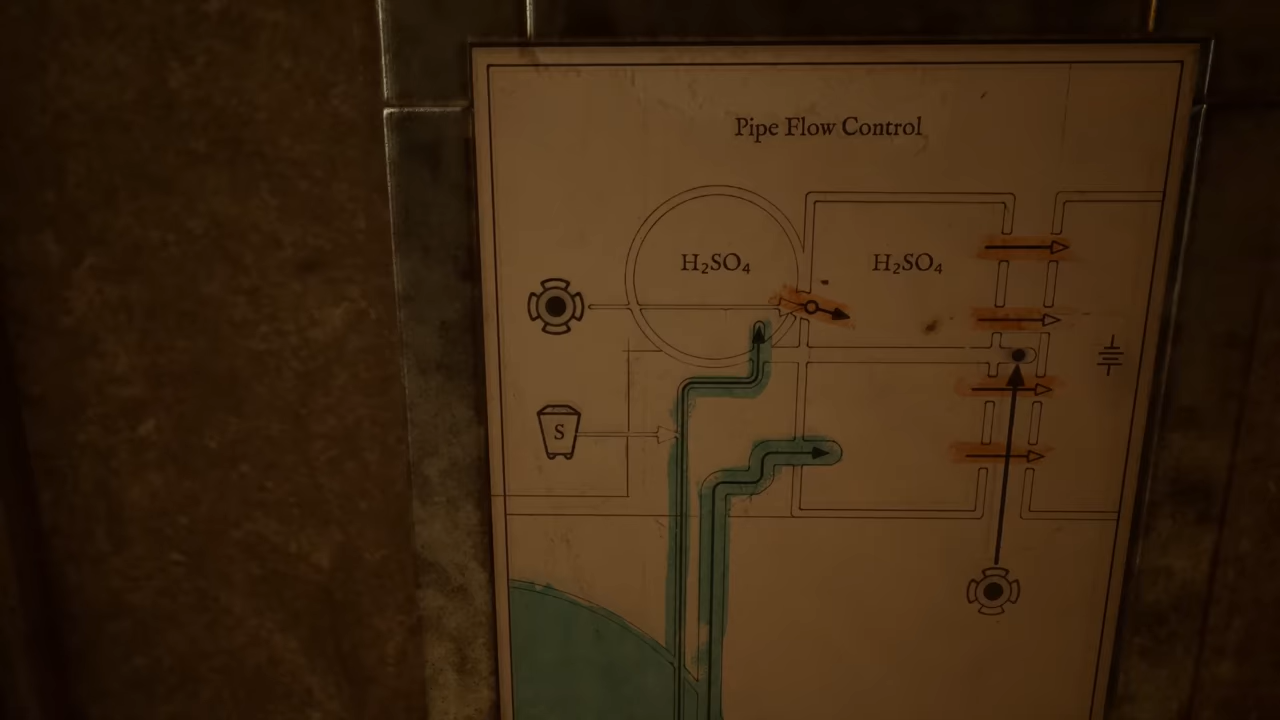 Pipe Flow Control
H₂SO₄ H₂SO₄
S